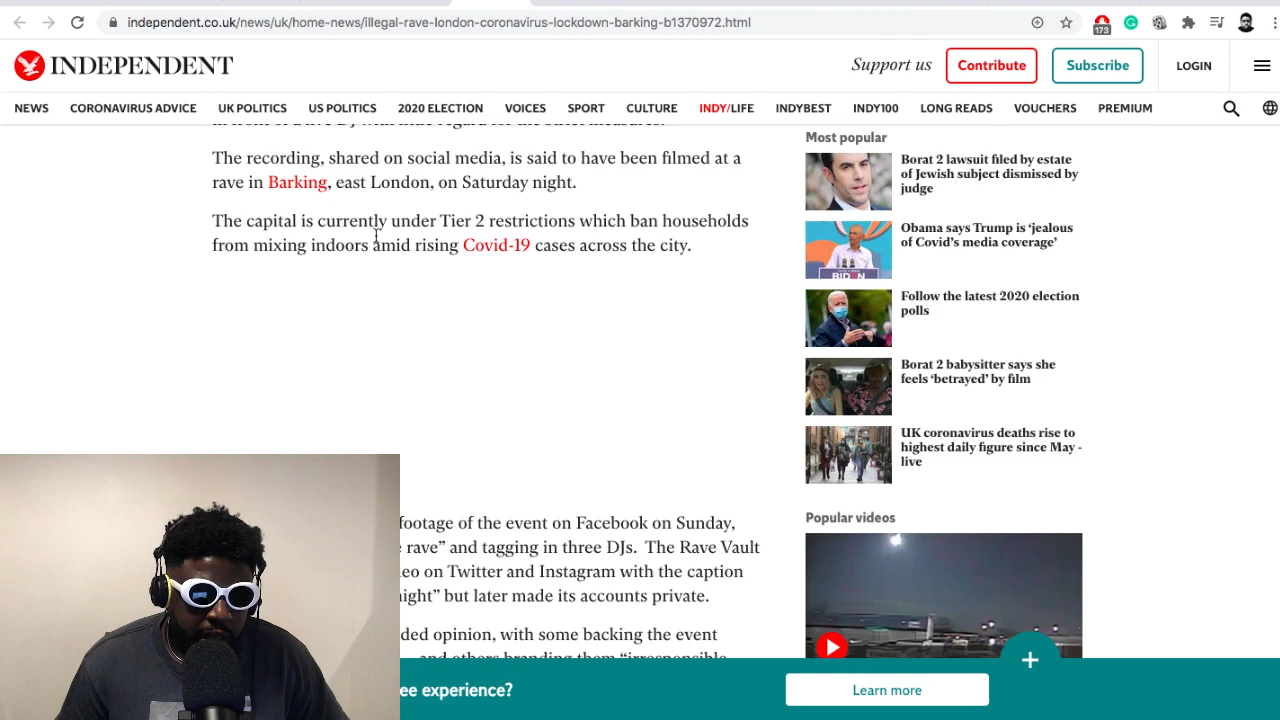 independent.co.uk/news/uk/home-news/illegal-rave-london-coronavirus-lockdown-barking-b1370972.html
173
INDEPENDENT
Support us
Contribute
Subscribe
LOGIN
NEWS CORONAVIRUS ADVICE UK POLITICS US POLITICS 2020 ELECTION VOICES SPORT CULTURE INDY/LIFE INDYBEST INDY100 LONG READS VOUCHERS PREMIUM
The recording, shared on social media, is said to have been filmed at a
rave in Barking, east London, on Saturday night.
The capital is currently under Tier 2 restrictions which ban households
from mixing indoors amid rising Covid-19 cases across the city.
footage of the event on Facebook on Sunday,
rave” and tagging in three DJs. The Rave Vault
on Twitter and Instagram with the caption
but later made its accounts private.
opinion, with some backing the event
and others branding them “irresponsible
Most popular
Borat 2 lawsuit filed by estate
of Jewish subject dismissed by
judge
Obama says Trump is ‘jealous
of Covid’s media coverage’
BIDEN
Follow the latest 2020 election
polls
Borat 2 babysitter says she
feels ‘betrayed’ by film
UK coronavirus deaths rise to
highest daily figure since May -
live
Popular videos
+
experience?
Learn more